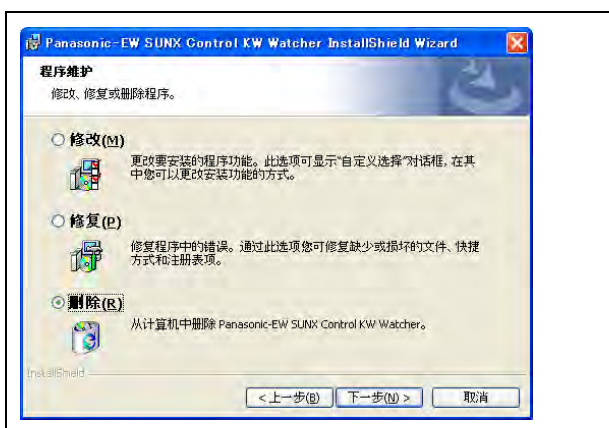 Panasonic-EW SUNX Control KW Watcher InstallShield Wizard
程序维护
修改、修复或删除程序。
修改(M)
更改要安装的程序功能。此选项可显示“自定义选择”对话框，在其
中您可以更改安装功能的方式。
修复(P)
修复程序中的错误。通过此选项您可修复缺少或损坏的文件、快捷
方式和注册表项。
删除(R)
从计算机中删除 Panasonic-EW SUNX Control KW Watcher。
InstallShield
<上一步(B)
下一步(N) >
取消